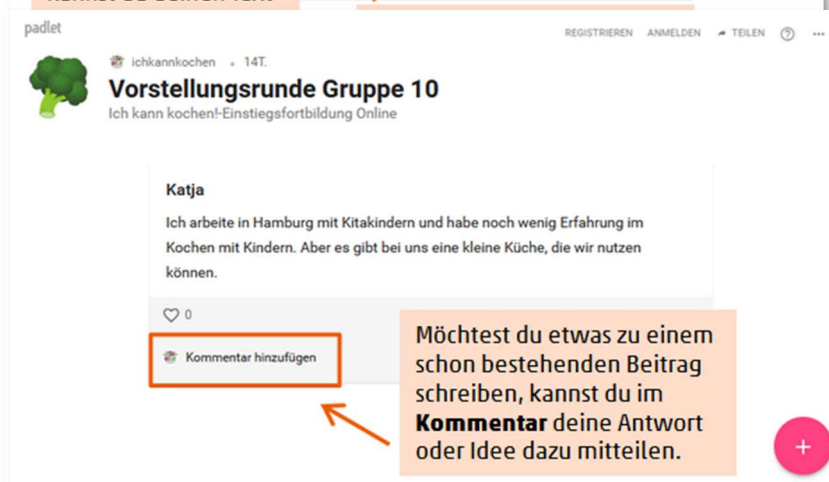 padlet
REGISTRIEREN ANMELDEN TEILEN ? ...
ichkannkochen • 14T.
Vorstellungsrunde Gruppe 10
Ich kann kochen!-Einstiegsfortbildung Online
Katja
Ich arbeite in Hamburg mit Kitakindern und habe noch wenig Erfahrung im
Kochen mit Kindern. Aber es gibt bei uns eine kleine Küche, die wir nutzen
können.
0
Kommentar hinzufügen
Möchtest du etwas zu einem
schon bestehenden Beitrag
schreiben, kannst du im
Kommentar deine Antwort
oder Idee dazu mitteilen.
+